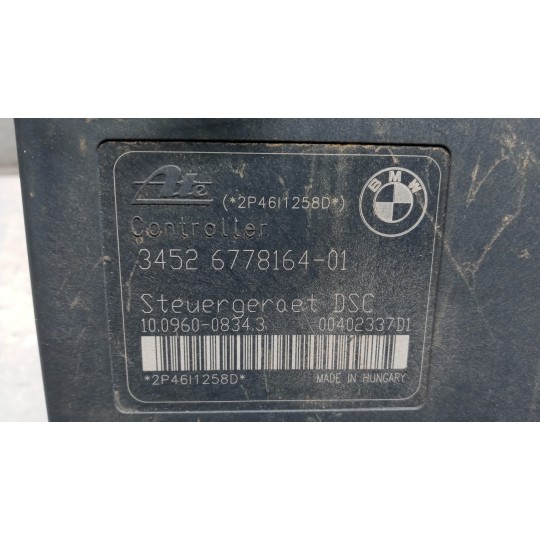 Ate
(*2P46I1258D*)
BMW
Controller
3452 6778164-01
Steuergeraet DSC
10.0960-0834.3 00402337D1
*2P46I1258D*
MADE IN HUNGARY